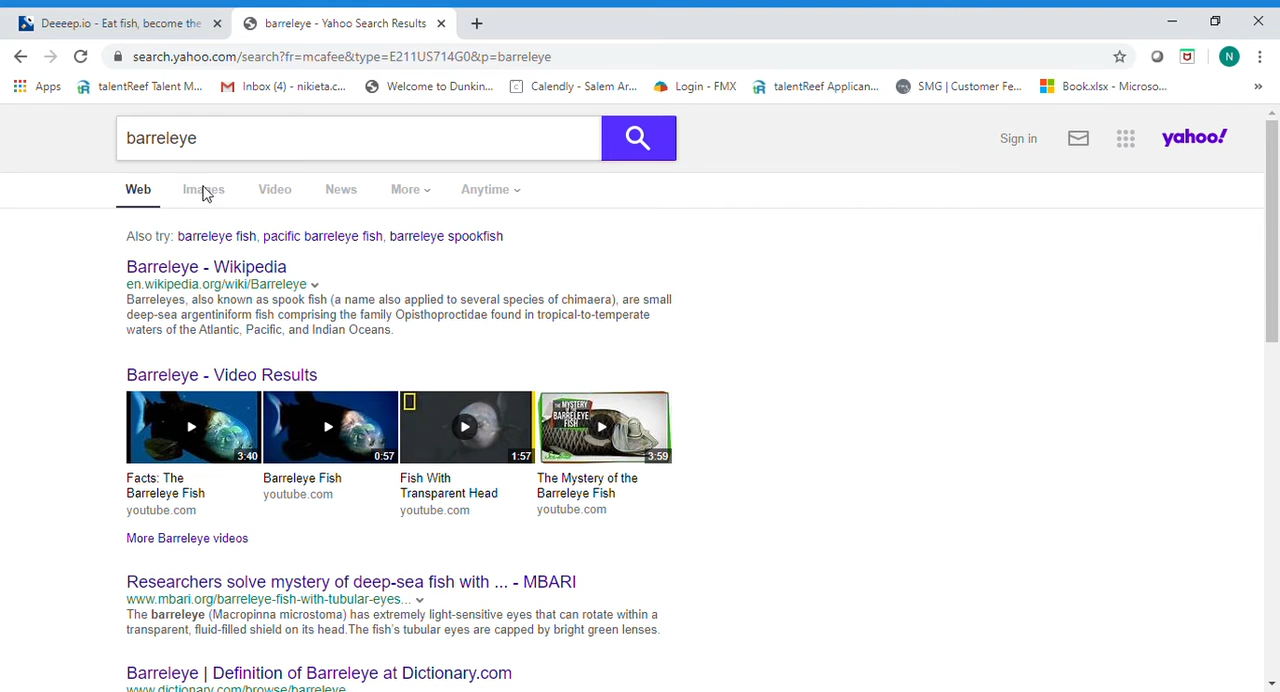 Deeeep.io - Eat fish, become the
barreleye - Yahoo Search Results
search.yahoo.com/search?fr=mcafee&type=E211US714G0&p=barreleye
N
Apps
talentReef Talent M...
Inbox (4) - nikieta.c...
Welcome to Dunkin...
Calendly - Salem Ar...
Login - FMX
talentReef Applican...
SMG | Customer Fe...
Book.xlsx - Microso...
barreleye
Sign in
yahoo!
Web
Images
Video
News
More
Anytime
Also try: barreleye fish, pacific barreleye fish, barreleye spookfish
Barreleye - Wikipedia
en.wikipedia.org/wiki/Barreleye
Barreleyes, also known as spook fish (a name also applied to several species of chimaera), are small
deep-sea argentiniform fish comprising the family Opisthoproctidae found in tropical-to-temperate
waters of the Atlantic, Pacific, and Indian Oceans.
Barreleye - Video Results
3:40
0:57
1:57
THE MYSTERY
OF THE
BARRELEYE
FISH
3:59
Facts: The
Barreleye Fish
youtube.com
Barreleye Fish
youtube.com
Fish With
Transparent Head
youtube.com
The Mystery of the
Barreleye Fish
youtube.com
More Barreleye videos
Researchers solve mystery of deep-sea fish with ... - MBARI
www.mbari.org/barreleye-fish-with-tubular-eyes...
The barreleye (Macropinna microstoma) has extremely light-sensitive eyes that can rotate within a
transparent, fluid-filled shield on its head.The fish's tubular eyes are capped by bright green lenses.
Barreleye | Definition of Barreleye at Dictionary.com
www.dictionary.com/browse/barreleye